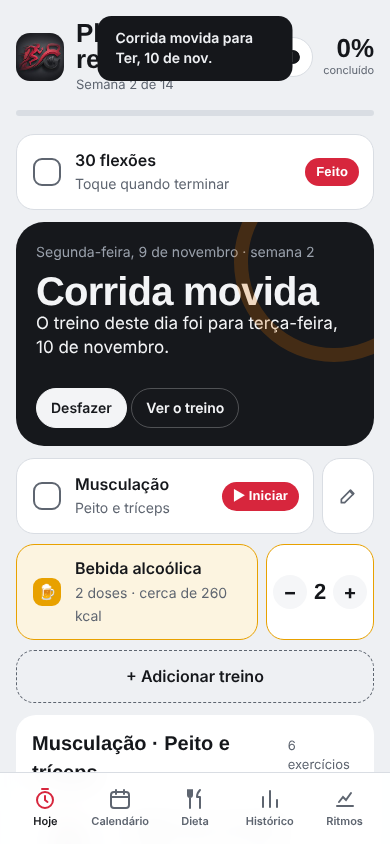 Corrida movida para
Ter, 10 de nov.
0%
concluído
Semana 2 de 14
30 flexões
Toque quando terminar
Feito
Segunda-feira, 9 de novembro · semana 2
Corrida movida
O treino deste dia foi para terça-feira,
10 de novembro.
Desfazer
Ver o treino
Musculação
Peito e tríceps
Iniciar
Bebida alcoólica
2 doses · cerca de 260
kcal
− 2 +
+ Adicionar treino
Musculação · Peito e
tríceps
6
exercícios
Hoje
Calendário
Dieta
Histórico
Ritmos